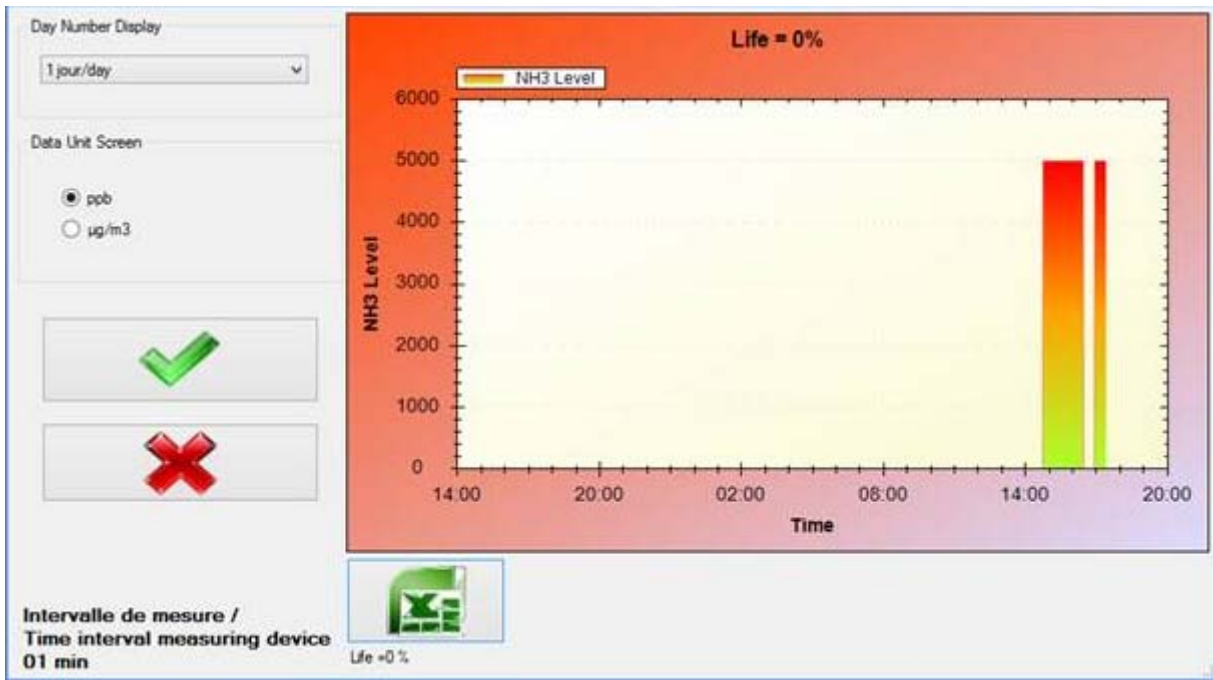 Day Number Display
1 jour/day
Data Unit Screen
ppb
µg/m3
Intervalle de mesure /
Time interval measuring device
01 min
Life = 0%
NH3 Level
6000
5000
4000
3000
2000
1000
0
NH3 Level
14:00 20:00 02:00 08:00 14:00 20:00
Time
Life =0 %